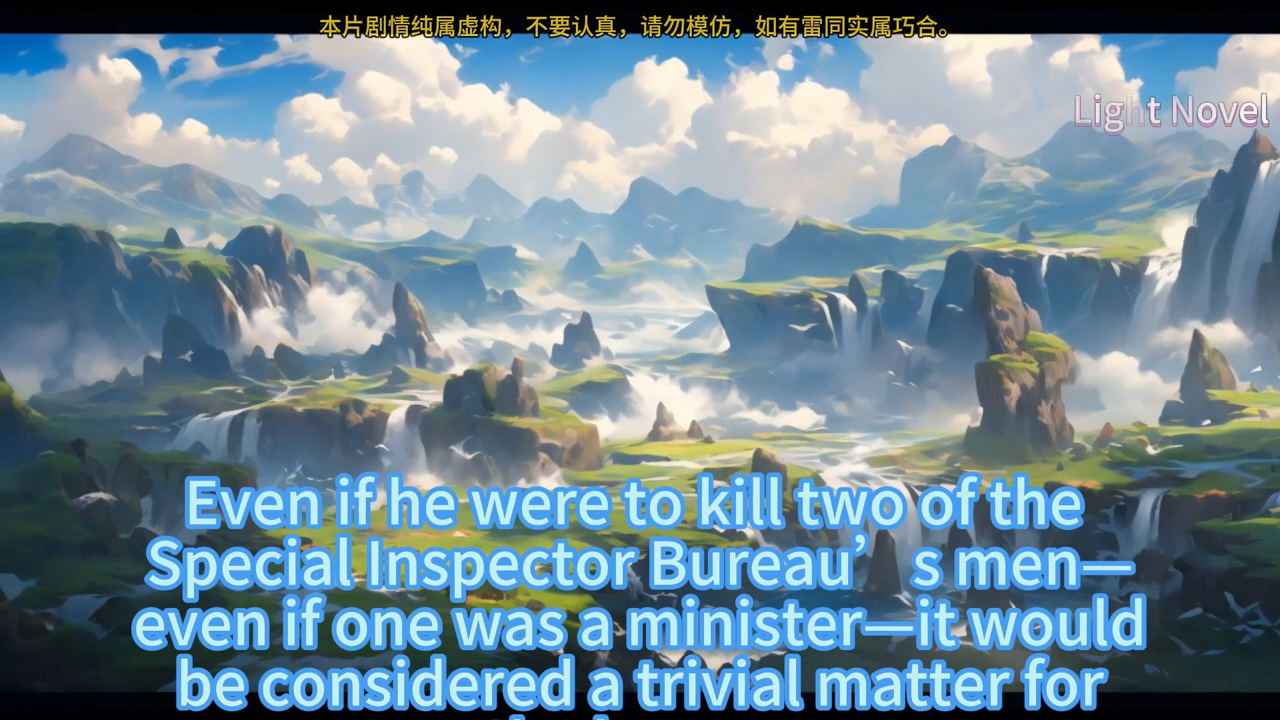 本片剧情纯属虚构，不要认真，请勿模仿，如有雷同实属巧合。
Light Novel
Even if he were to kill two of the
Special Inspector Bureau’s men—
even if one was a minister—it would
be considered a trivial matter for